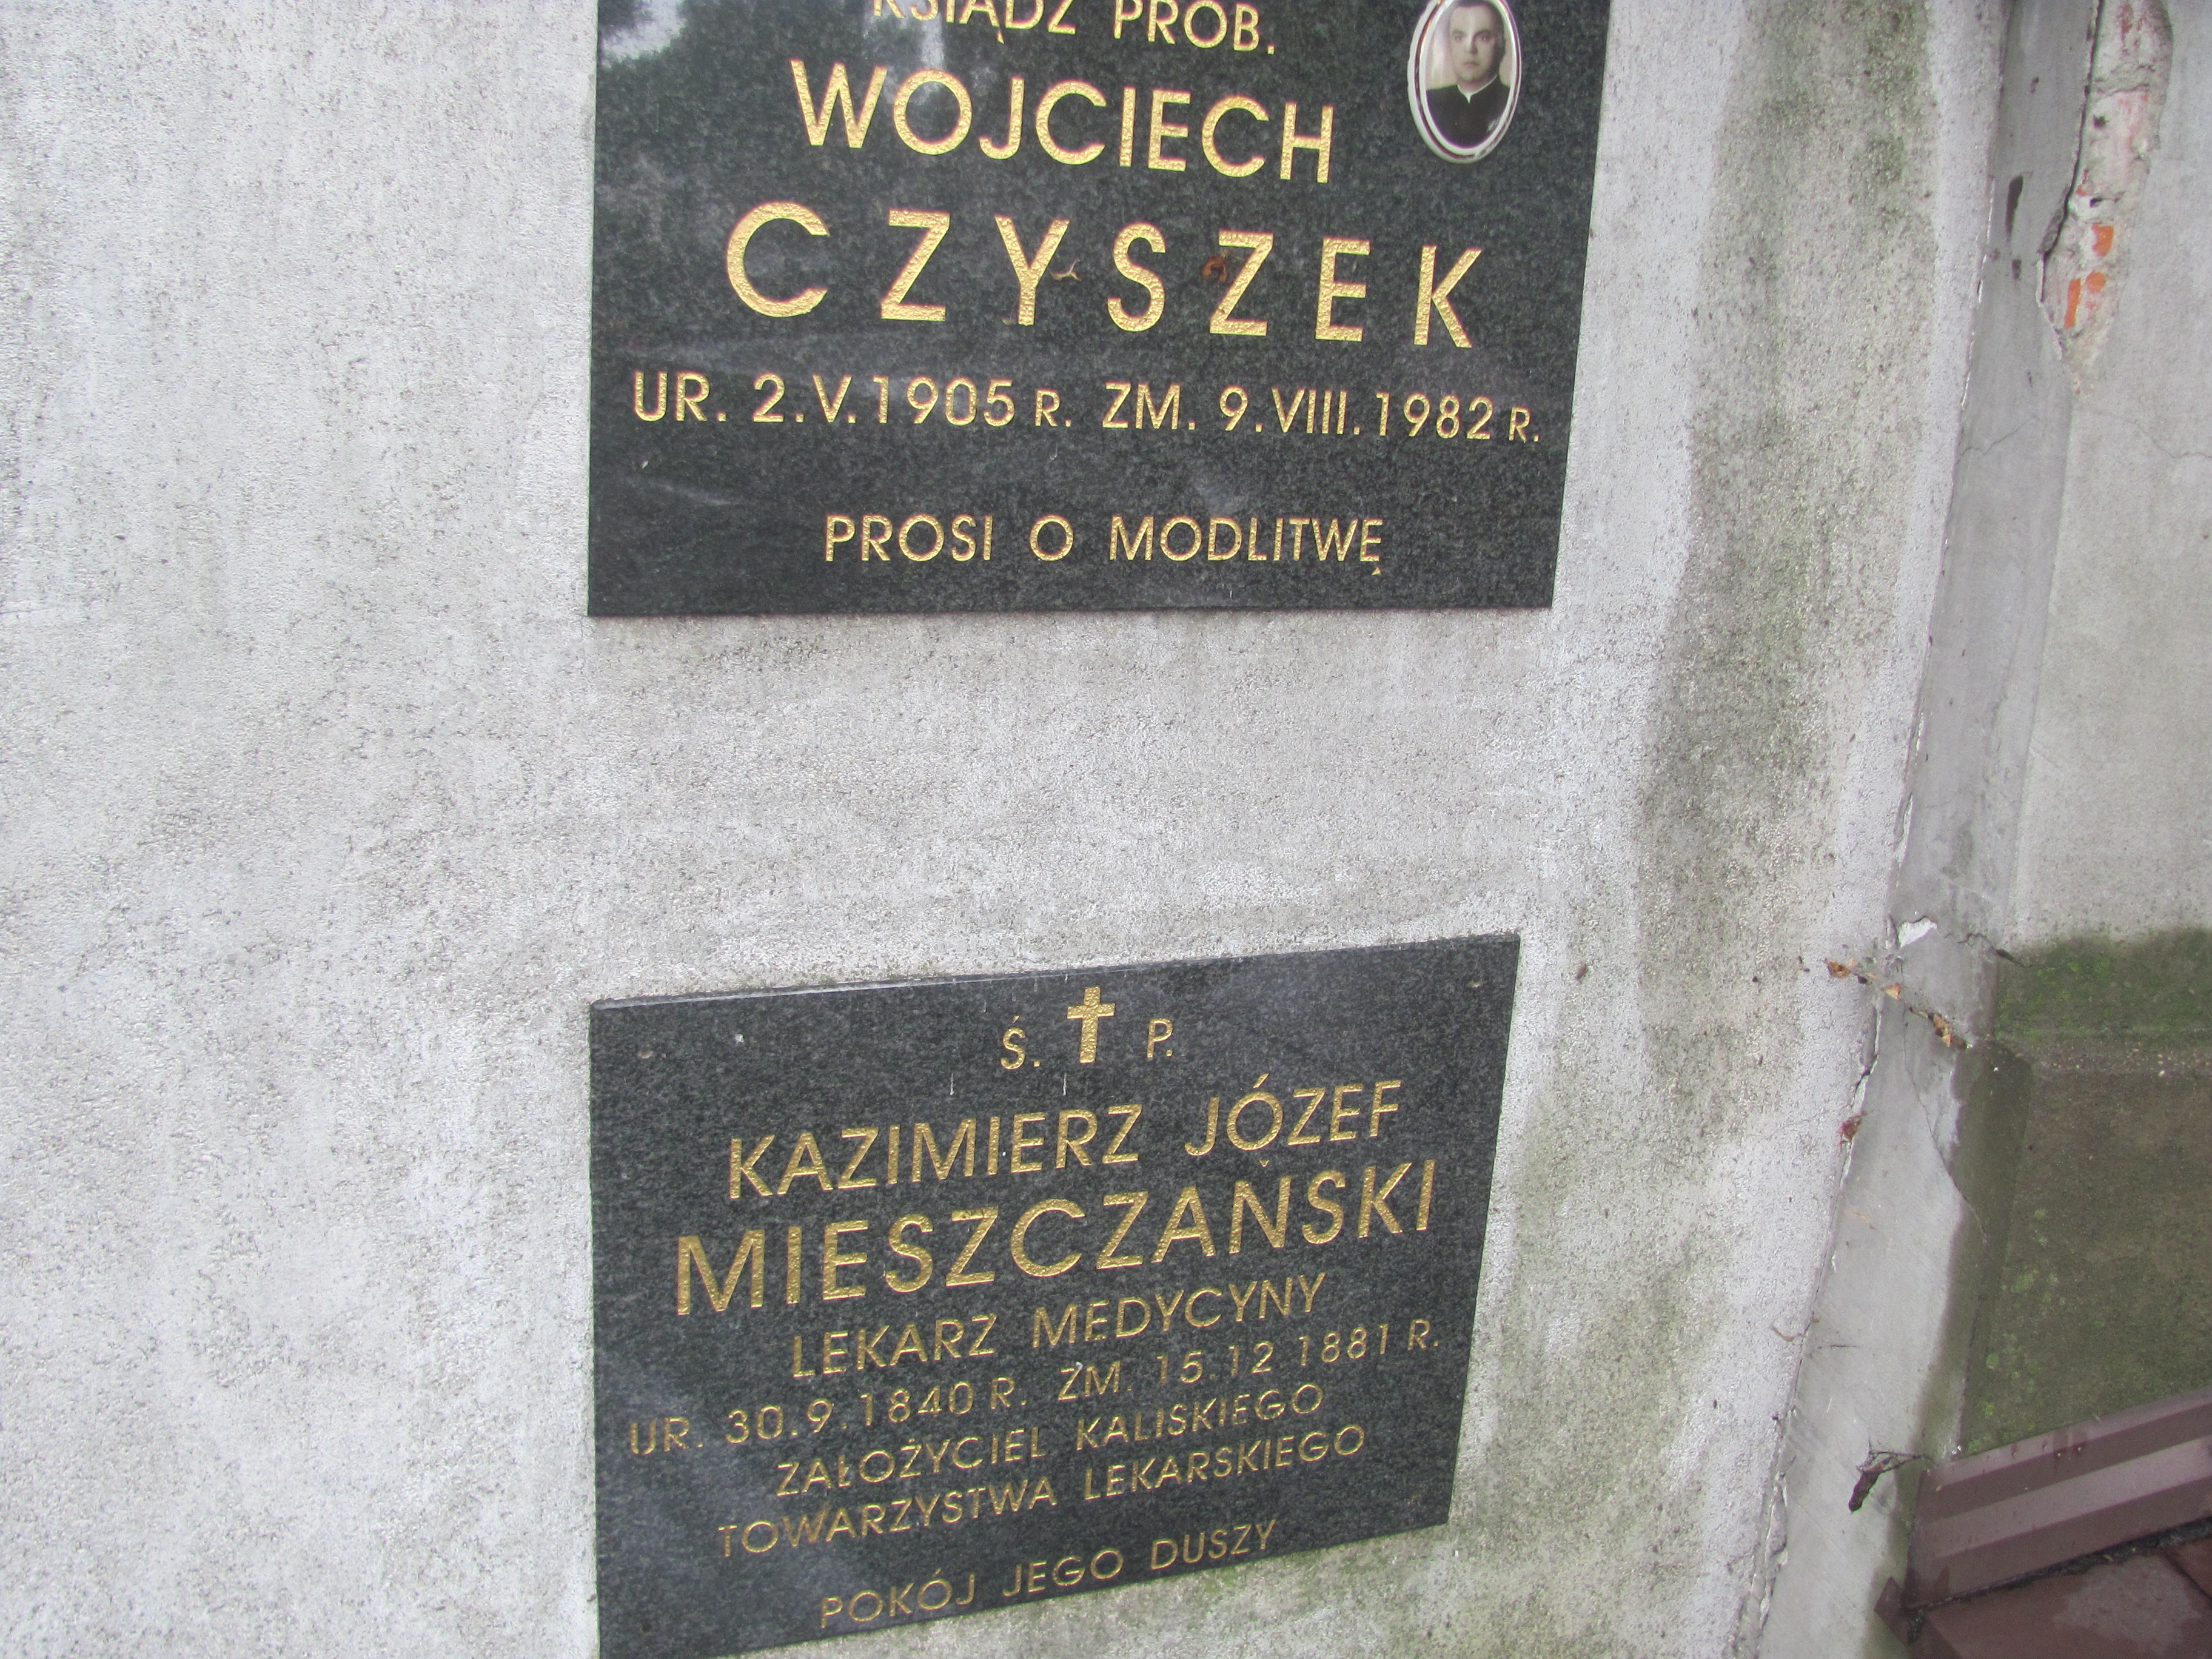 KSIĄDZ PROB.
WOJCIECH
CZYSZEK
UR. 2.V.1905 R. ZM. 9.VIII.1982 R.
PROSI O MODLITWĘ
Ś. P.
KAZIMIERZ JÓZEF
MIESZCZAŃSKI
LEKARZ MEDYCYNY
UR. 30.9.1840 R. ZM. 15.12 1881 R.
ZAŁOŻYCIEL KALISKIEGO
TOWARZYSTWA LEKARSKIEGO
POKÓJ JEGO DUSZY